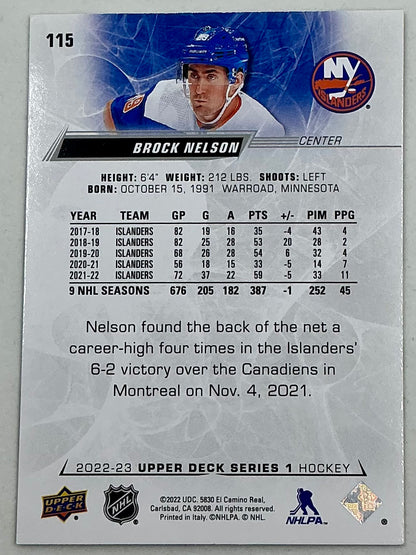 115
NY
ISLANDERS
®
CENTER
BROCK NELSON
HEIGHT: 6'4" WEIGHT: 212 LBS. SHOOTS: LEFT
BORN: OCTOBER 15, 1991 WARROAD, MINNESOTA
YEAR TEAM GP G A PTS +/- PIM PPG
2017-18 ISLANDERS 82 19 16 35 -4 43 4
2018-19 ISLANDERS 82 25 28 53 20 28 2
2019-20 ISLANDERS 68 26 28 54 6 32 4
2020-21 ISLANDERS 56 18 15 33 -5 14 7
2021-22 ISLANDERS 72 37 22 59 -5 33 11
9 NHL SEASONS 676 205 182 387 -1 252 45
Nelson found the back of the net a
career-high four times in the Islanders'
6-2 victory over the Canadiens in
Montreal on Nov. 4, 2021.
2022-23 UPPER DECK SERIES 1 HOCKEY
UPPER DECK
NHL
©2022 UDC. 5830 El Camino Real,
Carlsbad, CA 92008. All rights reserved.
Printed in Italy. ©NHLPA. © NHL.
NHLPA
®